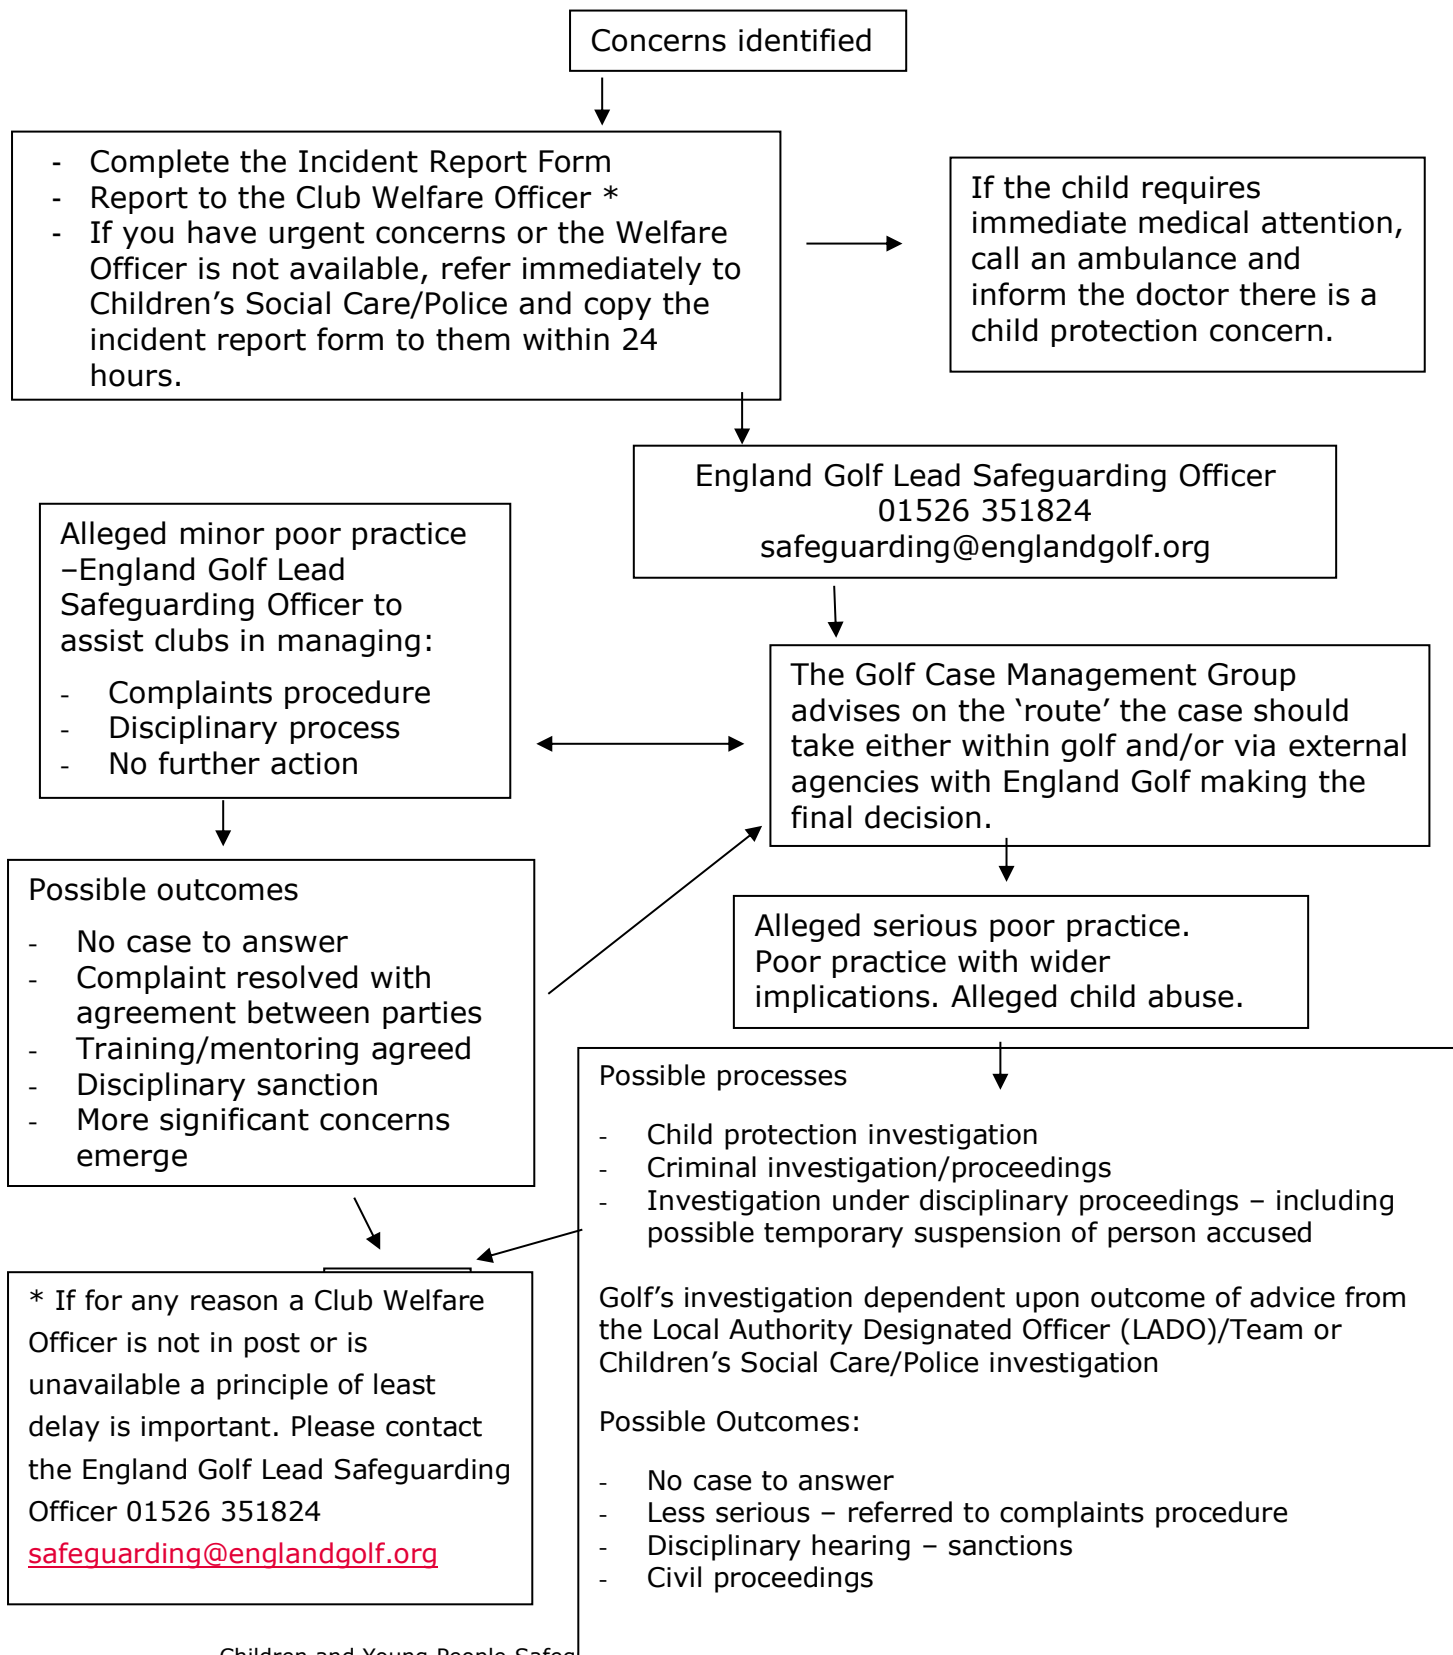 Concerns identified
- Complete the Incident Report Form
- Report to the Club Welfare Officer *
- If you have urgent concerns or the Welfare
Officer is not available, refer immediately to
Children’s Social Care/Police and copy the
incident report form to them within 24
hours.
If the child requires
immediate medical attention,
call an ambulance and
inform the doctor there is a
child protection concern.
England Golf Lead Safeguarding Officer
01526 351824
safeguarding@englandgolf.org
Alleged minor poor practice
–England Golf Lead
Safeguarding Officer to
assist clubs in managing:
- Complaints procedure
- Disciplinary process
- No further action
The Golf Case Management Group
advises on the ‘route’ the case should
take either within golf and/or via external
agencies with England Golf making the
final decision.
Possible outcomes
- No case to answer
- Complaint resolved with
agreement between parties
- Training/mentoring agreed
- Disciplinary sanction
- More significant concerns
emerge
Alleged serious poor practice.
Poor practice with wider
implications. Alleged child abuse.
Possible processes
- Child protection investigation
- Criminal investigation/proceedings
- Investigation under disciplinary proceedings – including
possible temporary suspension of person accused
Golf’s investigation dependent upon outcome of advice from
the Local Authority Designated Officer (LADO)/Team or
Children’s Social Care/Police investigation
Possible Outcomes:
- No case to answer
- Less serious – referred to complaints procedure
- Disciplinary hearing – sanctions
- Civil proceedings
* If for any reason a Club Welfare
Officer is not in post or is
unavailable a principle of least
delay is important. Please contact
the England Golf Lead Safeguarding
Officer 01526 351824
safeguarding@englandgolf.org
Children and Young People